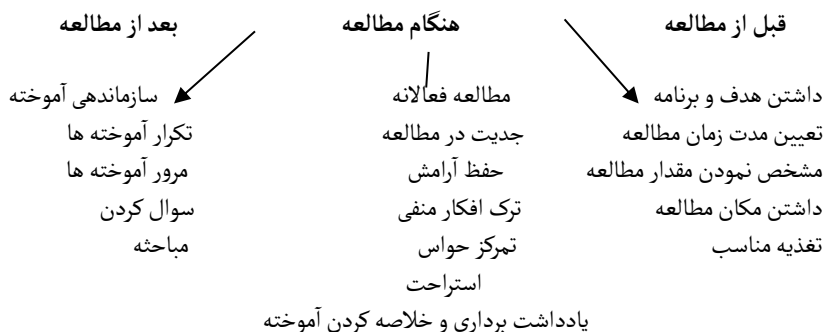 قبل از مطالعه هنگام مطالعه بعد از مطالعه
داشتن هدف و برنامه مطالعه فعالانه سازماندهی آموخته
تعیین مدت زمان مطالعه جدیت در مطالعه تکرار آموخته ها
مشخص نمودن مقدار مطالعه حفظ آرامش مرور آموخته ها
داشتن مکان مطالعه ترک افکار منفی سوال کردن
تغذیه مناسب تمرکز حواس مباحثه
استراحت
یادداشت برداری و خلاصه کردن آموخته